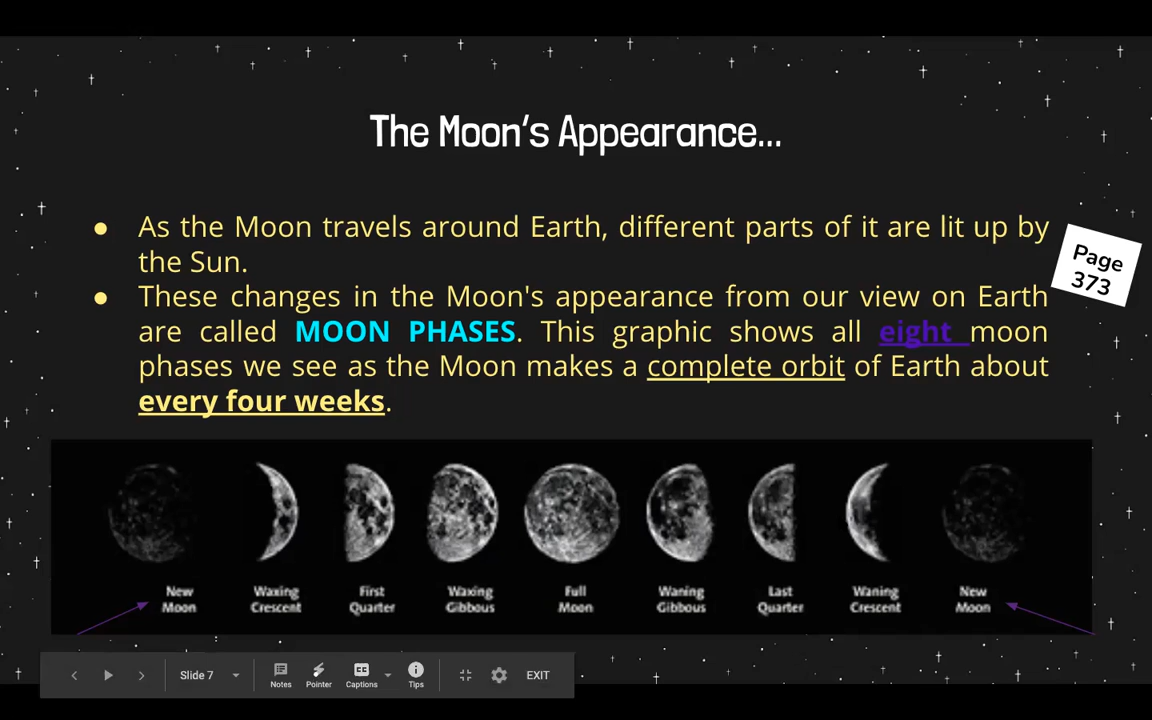 The Moon's Appearance...
● As the Moon travels around Earth, different parts of it are lit up by
the Sun.
● These changes in the Moon's appearance from our view on Earth
are called MOON PHASES. This graphic shows all eight moon
phases we see as the Moon makes a complete orbit of Earth about
every four weeks.
Page
373
New
Moon
Waxing
Crescent
First
Quarter
Waxing
Gibbous
Full
Moon
Waning
Gibbous
Last
Quarter
Waning
Crescent
New
Moon
Slide 7
Notes
Pointer
CC
Captions
Tips
EXIT